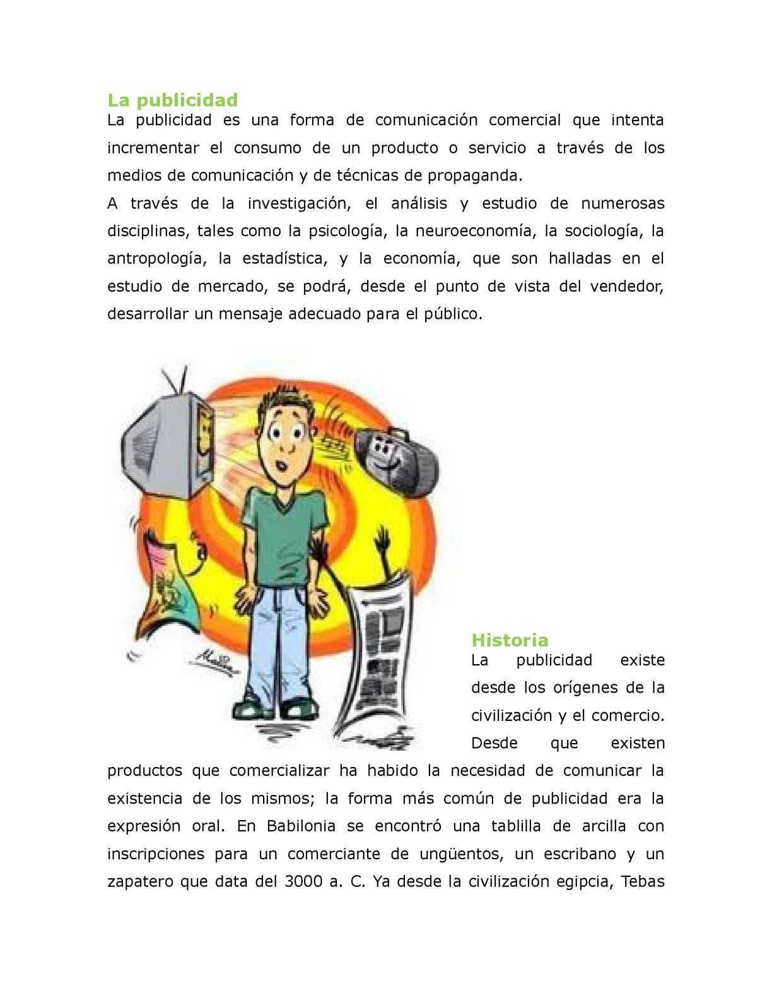 La publicidad
La publicidad es una forma de comunicación comercial que intenta
incrementar el consumo de un producto o servicio a través de los
medios de comunicación y de técnicas de propaganda.
A través de la investigación, el análisis y estudio de numerosas
disciplinas, tales como la psicología, la neuroeconomía, la sociología, la
antropología, la estadística, y la economía, que son halladas en el
estudio de mercado, se podrá, desde el punto de vista del vendedor,
desarrollar un mensaje adecuado para el público.
Historia
La publicidad existe
desde los orígenes de la
civilización y el comercio.
Desde que existen
productos que comercializar ha habido la necesidad de comunicar la
existencia de los mismos; la forma más común de publicidad era la
expresión oral. En Babilonia se encontró una tablilla de arcilla con
inscripciones para un comerciante de ungüentos, un escribano y un
zapatero que data del 3000 a. C. Ya desde la civilización egipcia, Tebas